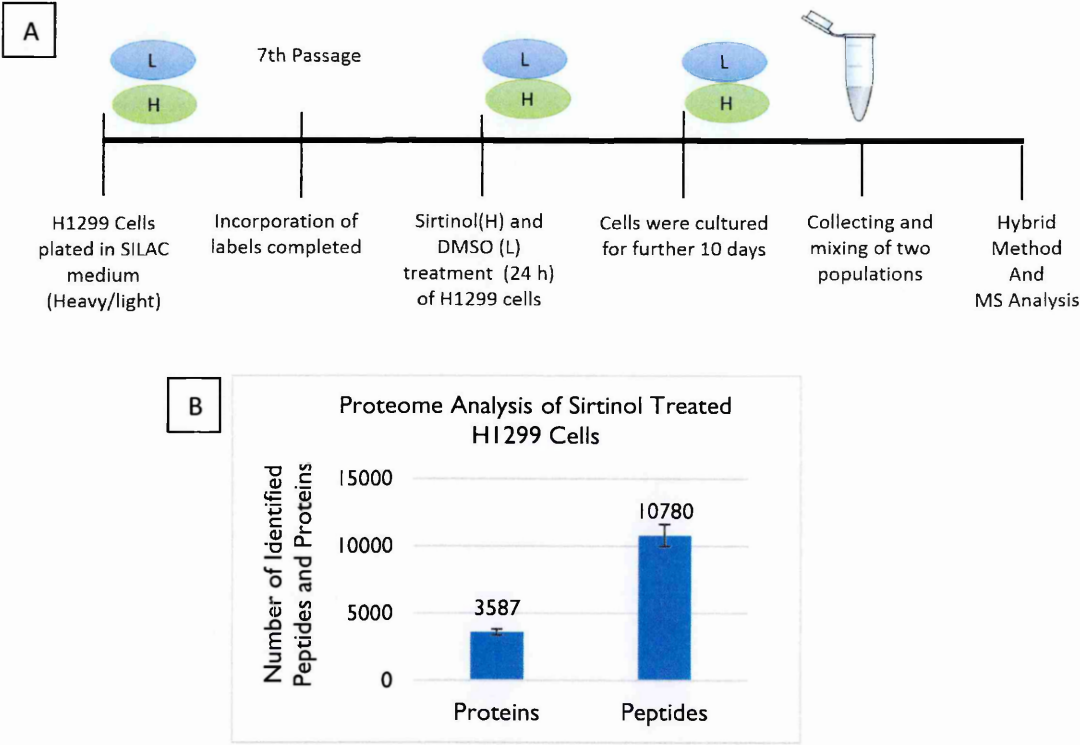 A
L
H
7th Passage
L
H
L
H
H1299 Cells
plated in SILAC
medium
(Heavy/light)
Incorporation of
labels completed
Sirtinol(H) and
DMSO (L)
treatment (24 h)
of H1299 cells
Cells were cultured
for further 10 days
Collecting and
mixing of two
populations
Hybrid
Method
And
MS Analysis
B
Proteome Analysis of Sirtinol Treated
H1299 Cells
Number of Identified
Peptides and Proteins
15000
10000
5000
0
3587
10780
Proteins
Peptides